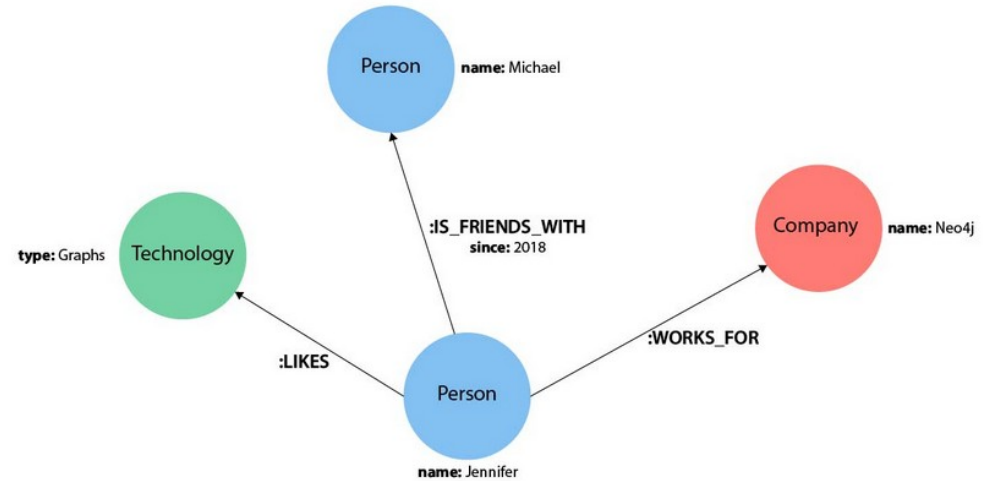 Person
name: Michael
:IS_FRIENDS_WITH
since: 2018
Company
name: Neo4j
type: Graphs
Technology
:WORKS_FOR
:LIKES
Person
name: Jennifer